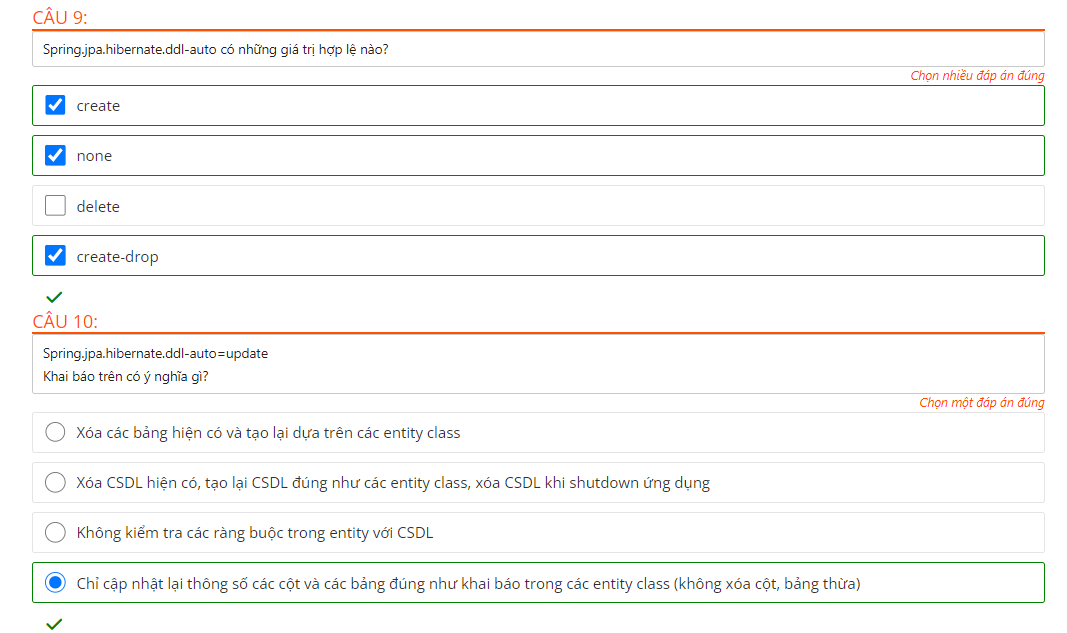 CÂU 9:
Spring.jpa.hibernate.ddl-auto có những giá trị hợp lệ nào?
Chọn nhiều đáp án đúng
create
none
delete
create-drop
CÂU 10:
Spring.jpa.hibernate.ddl-auto=update
Khai báo trên có ý nghĩa gì?
Chọn một đáp án đúng
Xóa các bảng hiện có và tạo lại dựa trên các entity class
Xóa CSDL hiện có, tạo lại CSDL đúng như các entity class, xóa CSDL khi shutdown ứng dụng
Không kiểm tra các ràng buộc trong entity với CSDL
Chỉ cập nhật lại thông số các cột và các bảng đúng như khai báo trong các entity class (không xóa cột, bảng thừa)